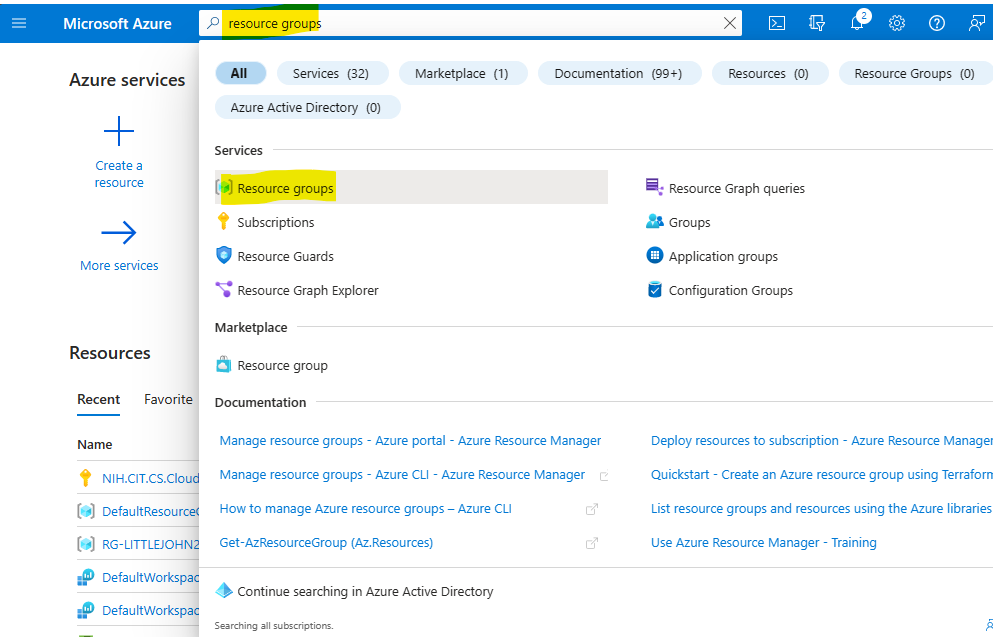 Microsoft Azure
resource groups
2
Azure services
Create a
resource
More services
Resources
Recent Favorite
Name
NIH.CIT.CS.Cloud
DefaultResource
RG-LITTLEJOHN2
DefaultWorkspac
DefaultWorkspac
All Services (32) Marketplace (1) Documentation (99+) Resources (0) Resource Groups (0)
Azure Active Directory (0)
Services
Resource groups
Subscriptions
Resource Guards
Resource Graph Explorer
Resource Graph queries
Groups
Application groups
Configuration Groups
Marketplace
Resource group
Documentation
Manage resource groups - Azure portal - Azure Resource Manager
Manage resource groups - Azure CLI - Azure Resource Manager
How to manage Azure resource groups – Azure CLI
Get-AzResourceGroup (Az.Resources)
Deploy resources to subscription - Azure Resource Manager
Quickstart - Create an Azure resource group using Terraform
List resource groups and resources using the Azure libraries
Use Azure Resource Manager - Training
Continue searching in Azure Active Directory
Searching all subscriptions.